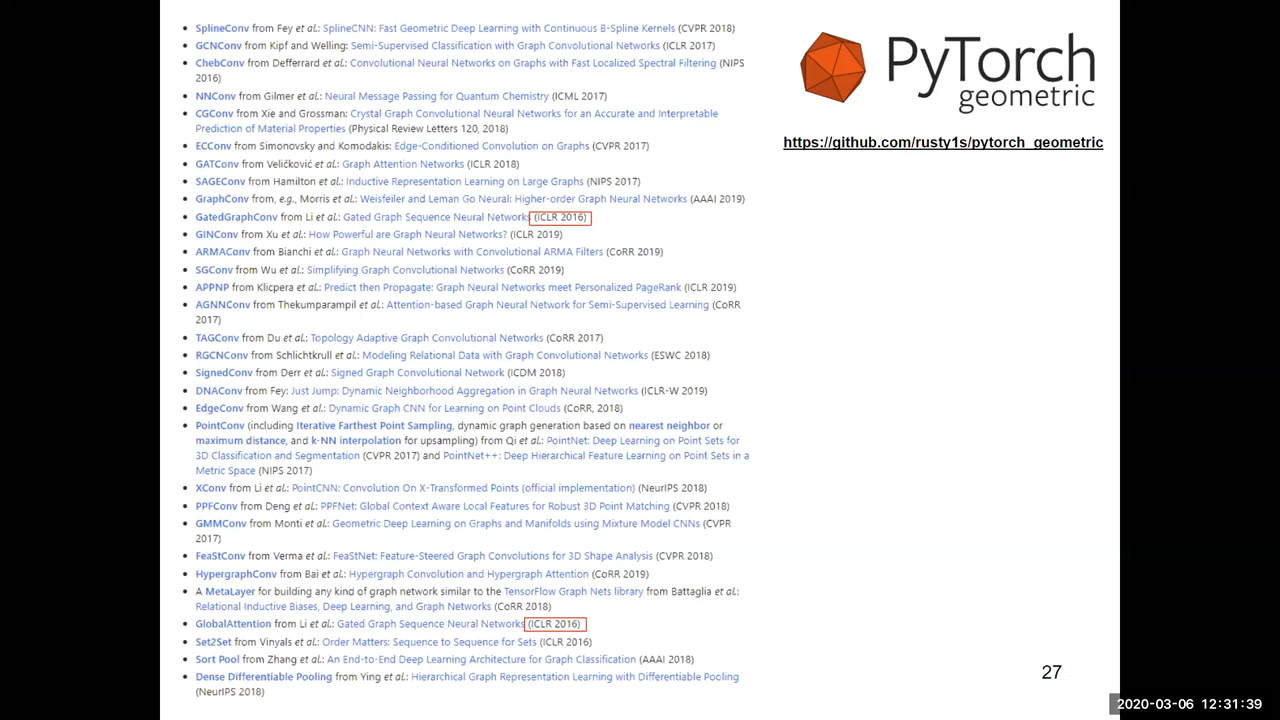 SplineConv from Fey et al.: SplineCNN: Fast Geometric Deep Learning with Continuous B-Spline Kernels (CVPR 2018)
GCNConv from Kipf and Welling: Semi-Supervised Classification with Graph Convolutional Networks (ICLR 2017)
ChebConv from Defferrard et al.: Convolutional Neural Networks on Graphs with Fast Localized Spectral Filtering (NIPS
2016)
NNConv from Gilmer et al.: Neural Message Passing for Quantum Chemistry (ICML 2017)
CGConv from Xie and Grossman: Crystal Graph Convolutional Neural Networks for an Accurate and Interpretable
Prediction of Material Properties (Physical Review Letters 120, 2018)
ECConv from Simonovsky and Komodakis: Edge-Conditioned Convolution on Graphs (CVPR 2017)
GATConv from Veličković et al.: Graph Attention Networks (ICLR 2018)
SAGEConv from Hamilton et al.: Inductive Representation Learning on Large Graphs (NIPS 2017)
GraphConv from, e.g., Morris et al.: Weisfeiler and Leman Go Neural: Higher-order Graph Neural Networks (AAAI 2019)
GatedGraphConv from Li et al.: Gated Graph Sequence Neural Networks (ICLR 2016)
GINConv from Xu et al.: How Powerful are Graph Neural Networks? (ICLR 2019)
ARMAConv from Bianchi et al.: Graph Neural Networks with Convolutional ARMA Filters (CoRR 2019)
SGConv from Wu et al.: Simplifying Graph Convolutional Networks (CoRR 2019)
APPNP from Klicpera et al.: Predict then Propagate: Graph Neural Networks meet Personalized PageRank (ICLR 2019)
AGNNConv from Thekumparampil et al.: Attention-based Graph Neural Network for Semi-Supervised Learning (CoRR
2017)
TAGConv from Du et al.: Topology Adaptive Graph Convolutional Networks (CoRR 2017)
RGCNConv from Schlichtkrull et al.: Modeling Relational Data with Graph Convolutional Networks (ESWC 2018)
SignedConv from Derr et al.: Signed Graph Convolutional Network (ICDM 2018)
DNAConv from Fey: Just Jump: Dynamic Neighborhood Aggregation in Graph Neural Networks (ICLR-W 2019)
EdgeConv from Wang et al.: Dynamic Graph CNN for Learning on Point Clouds (CoRR, 2018)
PointConv (including Iterative Farthest Point Sampling, dynamic graph generation based on nearest neighbor or
maximum distance, and k-NN interpolation for upsampling) from Qi et al.: PointNet: Deep Learning on Point Sets for
3D Classification and Segmentation (CVPR 2017) and PointNet++: Deep Hierarchical Feature Learning on Point Sets in a
Metric Space (NIPS 2017)
XConv from Li et al.: PointCNN: Convolution On X-Transformed Points (official implementation) (NeurIPS 2018)
PPFConv from Deng et al.: PPFNet: Global Context Aware Local Features for Robust 3D Point Matching (CVPR 2018)
GMMConv from Monti et al.: Geometric Deep Learning on Graphs and Manifolds using Mixture Model CNNs (CVPR
2017)
FeaStConv from Verma et al.: FeaStNet: Feature-Steered Graph Convolutions for 3D Shape Analysis (CVPR 2018)
HypergraphConv from Bai et al.: Hypergraph Convolution and Hypergraph Attention (CoRR 2019)
A MetaLayer for building any kind of graph network similar to the TensorFlow Graph Nets library from Battaglia et al.:
Relational Inductive Biases, Deep Learning, and Graph Networks (CoRR 2018)
GlobalAttention from Li et al.: Gated Graph Sequence Neural Networks (ICLR 2016)
Set2Set from Vinyals et al.: Order Matters: Sequence to Sequence for Sets (ICLR 2016)
Sort Pool from Zhang et al.: An End-to-End Deep Learning Architecture for Graph Classification (AAAI 2018)
Dense Differentiable Pooling from Ying et al.: Hierarchical Graph Representation Learning with Differentiable Pooling
(NeurIPS 2018)
PyTorch
geometric
https://github.com/rusty1s/pytorch_geometric
27
2020-03-06 12:31:39